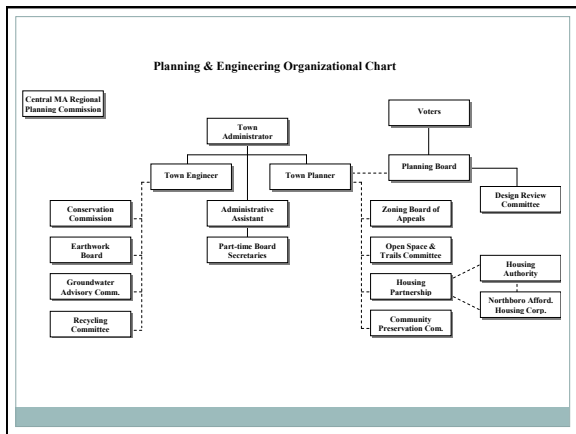 Planning & Engineering Organizational Chart
Central MA Regional
Planning Commission
Voters
Town
Administrator
Town Engineer
Town Planner
Planning Board
Design Review
Committee
Conservation
Commission
Administrative
Assistant
Zoning Board of
Appeals
Earthwork
Board
Part-time Board
Secretaries
Open Space &
Trails Committee
Housing
Authority
Groundwater
Advisory Comm.
Housing
Partnership
Northboro Afford.
Housing Corp.
Recycling
Committee
Community
Preservation Com.